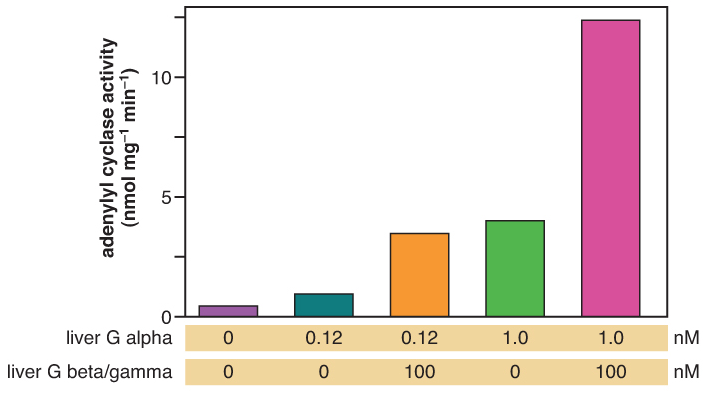 adenylyl cyclase activity
(nmol mg⁻¹ min⁻¹)
10
5
0
liver G alpha 0 0.12 0.12 1.0 1.0 nM
liver G beta/gamma 0 0 100 0 100 nM